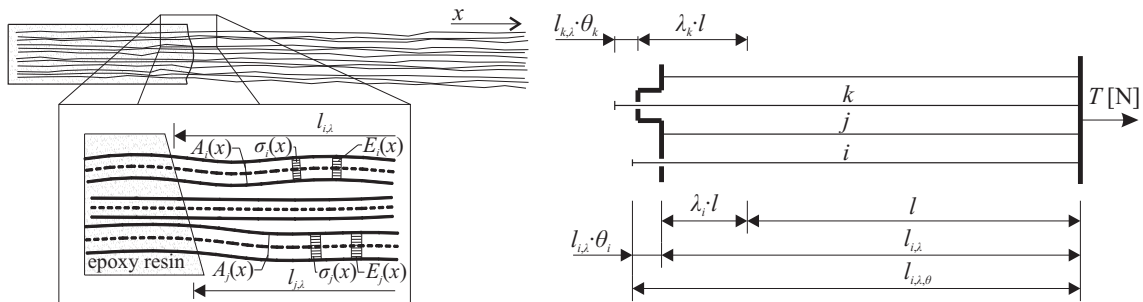 x
l_{i,λ}
A_i(x)
σ_i(x)
E_i(x)
epoxy resin
A_j(x)
σ_j(x)
E_j(x)
l_{j,λ}
l_{k,λ}·θ_k
λ_k·l
k
j
i
T [N]
λ_i·l
l
l_{i,λ}·θ_i
l_{i,λ}
l_{i,λ,θ}